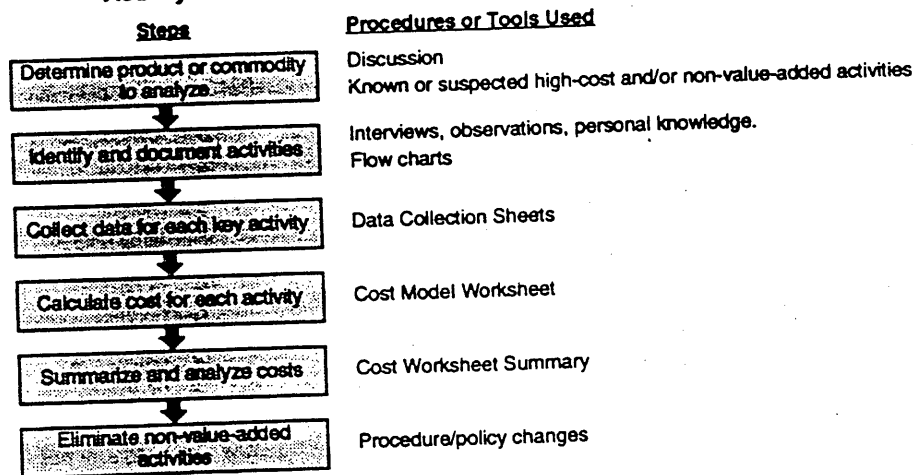 Steps
Procedures or Tools Used
Determine product or commodity
to analyze
Discussion
Known or suspected high-cost and/or non-value-added activities
Identify and document activities
Interviews, observations, personal knowledge.
Flow charts
Collect data for each key activity
Data Collection Sheets
Calculate cost for each activity
Cost Model Worksheet
Summarize and analyze costs
Cost Worksheet Summary
Eliminate non-value-added
activities
Procedure/policy changes